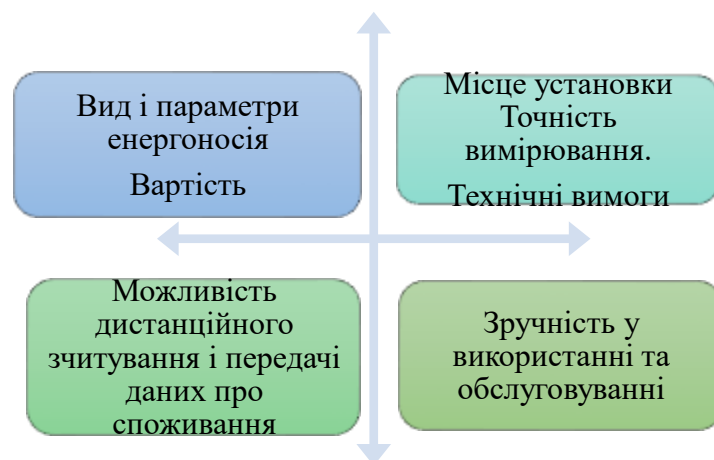 Вид і параметри
енергоносія
Вартість
Місце установки
Точність
вимірювання.
Технічні вимоги
Можливість
дистанційного
зчитування і передачі
даних про
споживання
Зручність у
використанні та
обслуговуванні